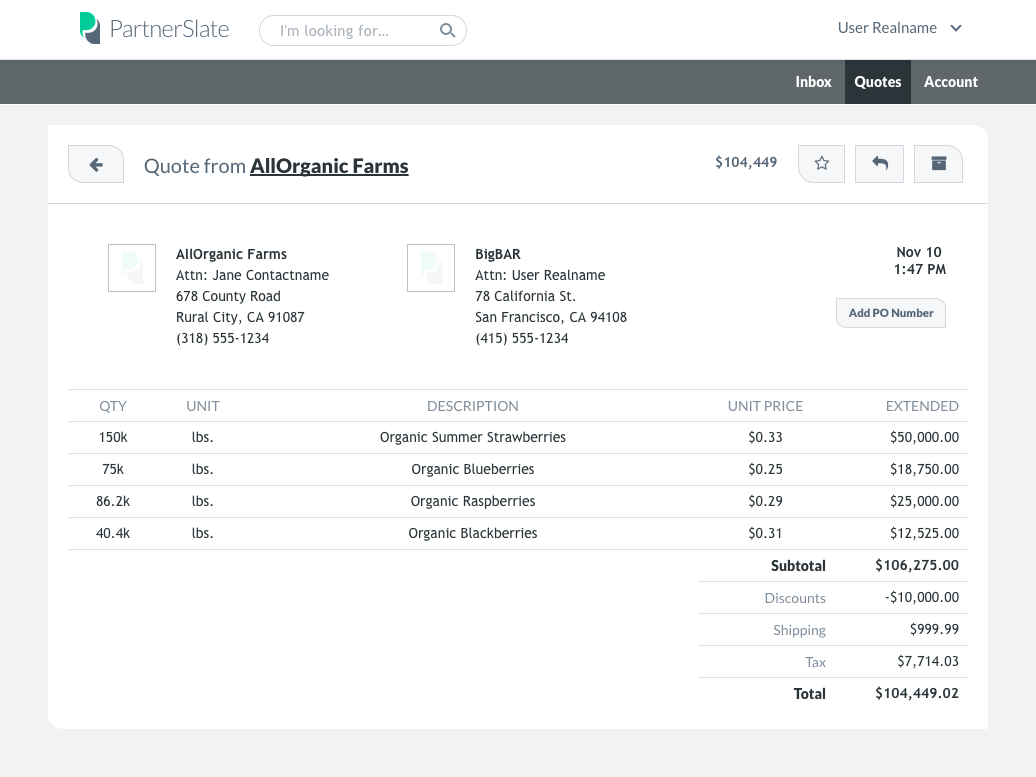 PartnerSlate
I'm looking for...
User Realname
Inbox Quotes Account
Quote from AllOrganic Farms
$104,449
AllOrganic Farms
Attn: Jane Contactname
678 County Road
Rural City, CA 91087
(318) 555-1234
BigBAR
Attn: User Realname
78 California St.
San Francisco, CA 94108
(415) 555-1234
Nov 10
1:47 PM
Add PO Number
QTY UNIT DESCRIPTION UNIT PRICE EXTENDED
150k lbs. Organic Summer Strawberries $0.33 $50,000.00
75k lbs. Organic Blueberries $0.25 $18,750.00
86.2k lbs. Organic Raspberries $0.29 $25,000.00
40.4k lbs. Organic Blackberries $0.31 $12,525.00
Subtotal $106,275.00
Discounts -$10,000.00
Shipping $999.99
Tax $7,714.03
Total $104,449.02